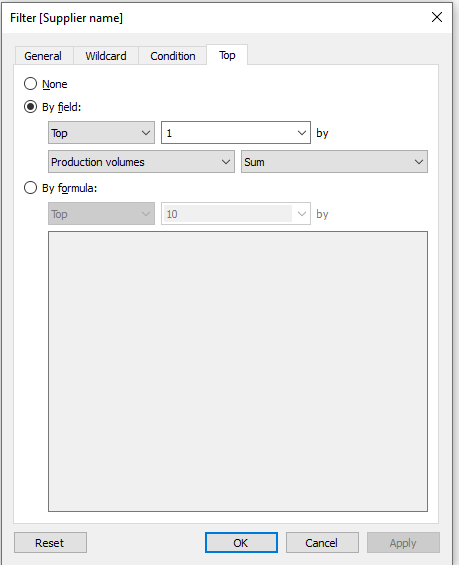 Filter [Supplier name]
General Wildcard Condition Top
None
By field:
Top 1 by
Production volumes Sum
By formula:
Top 10 by
Reset OK Cancel Apply